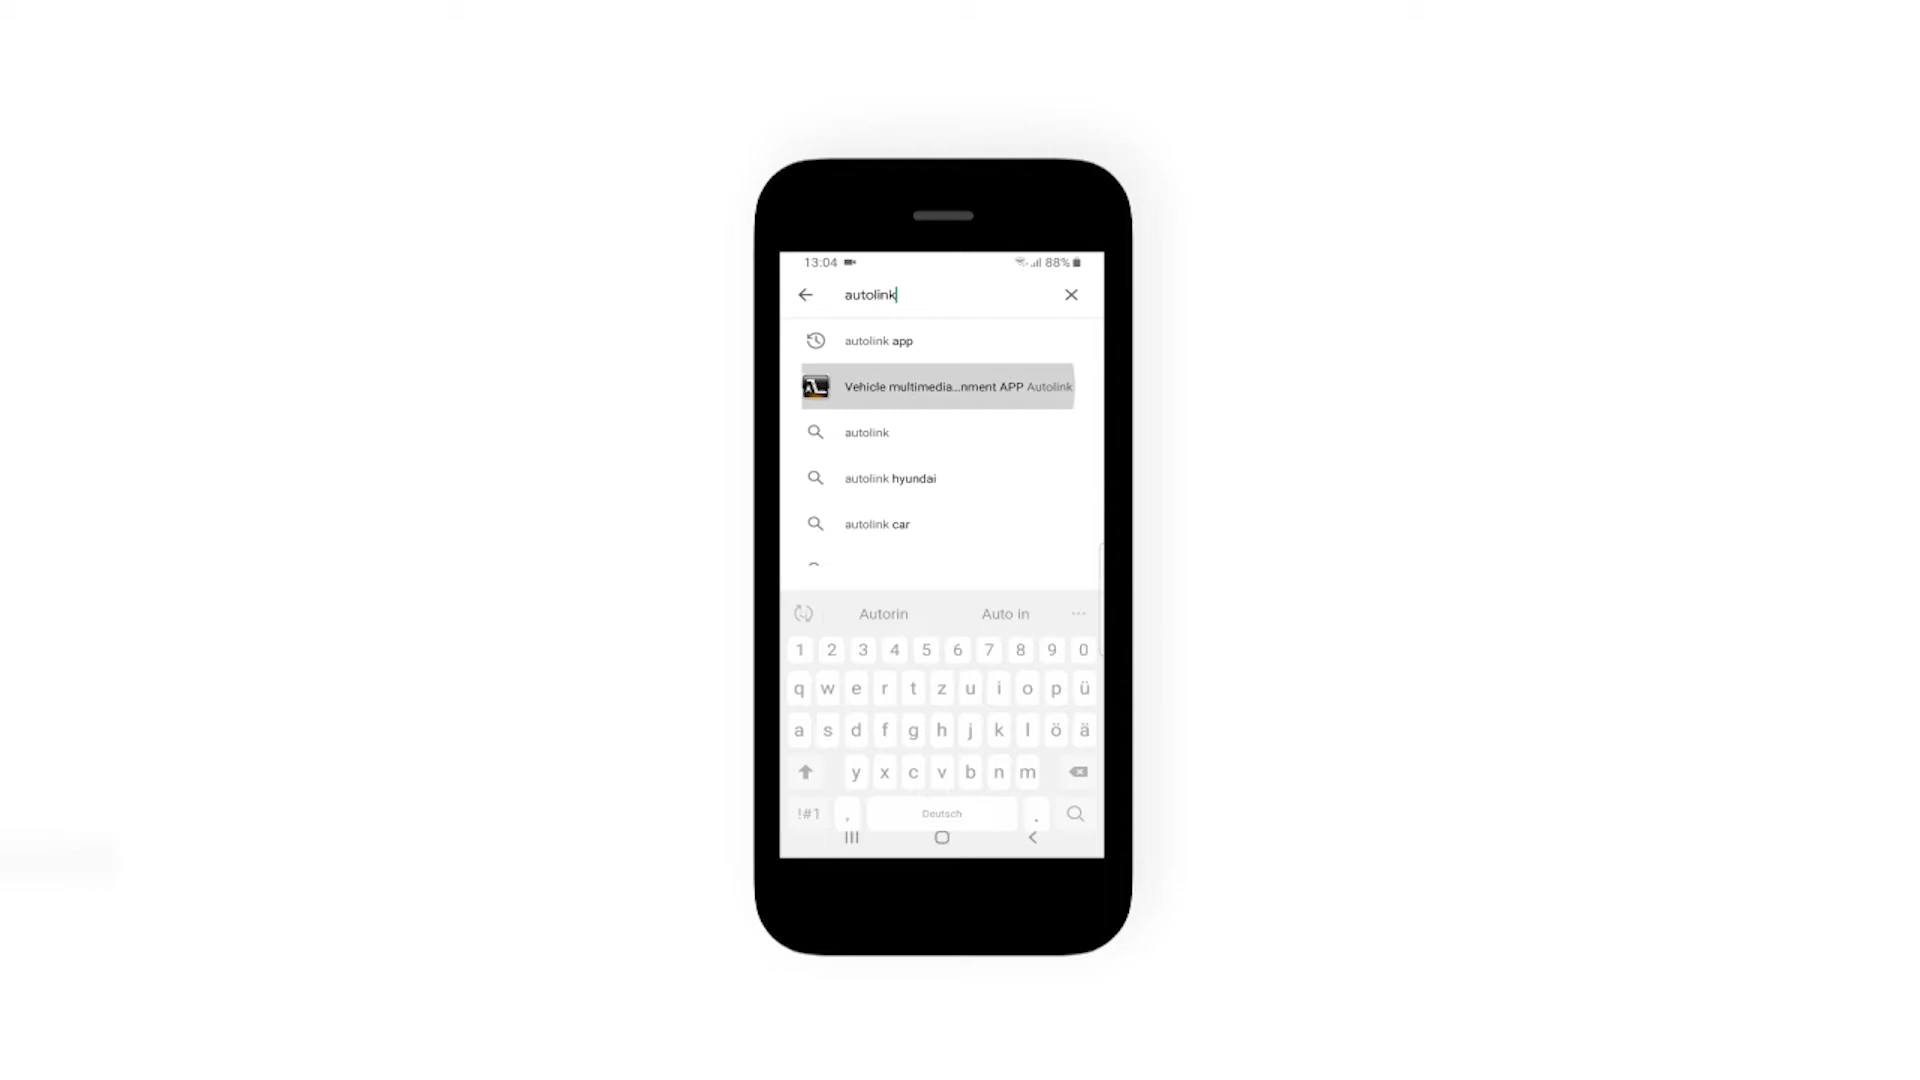 13:04 88%
autolink
autolink app
Vehicle multimedia...nment APP Autolink
autolink
autolink hyundai
autolink car
Autorin Auto in ...
1 2 3 4 5 6 7 8 9 0
q w e r t z u i o p ü
a s d f g h j k l ö ä
y x c v b n m
!#1 , Deutsch .